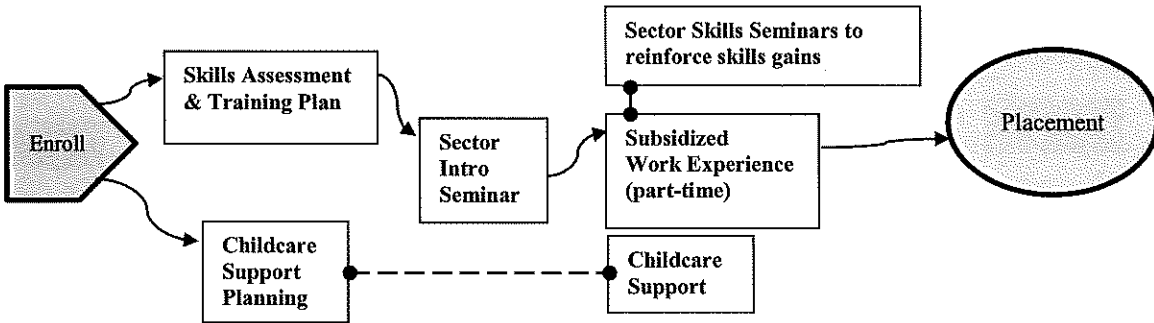 Enroll
Skills Assessment
& Training Plan
Sector
Intro
Seminar
Sector Skills Seminars to
reinforce skills gains
Subsidized
Work Experience
(part-time)
Placement
Childcare
Support
Planning
Childcare
Support